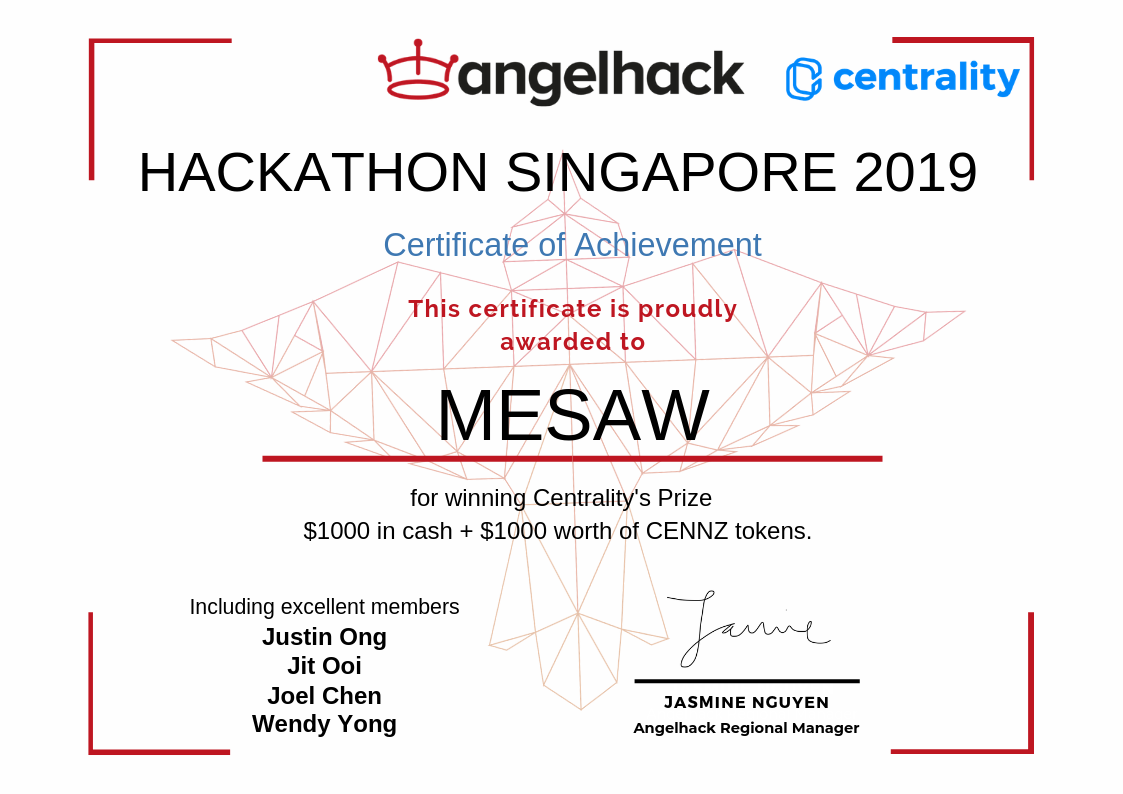 angelhack centrality
HACKATHON SINGAPORE 2019
Certificate of Achievement
This certificate is proudly
awarded to
MESAW
for winning Centrality's Prize
$1000 in cash + $1000 worth of CENNZ tokens.
Including excellent members
Justin Ong
Jit Ooi
Joel Chen
Wendy Yong
Jasmine
JASMINE NGUYEN
Angelhack Regional Manager